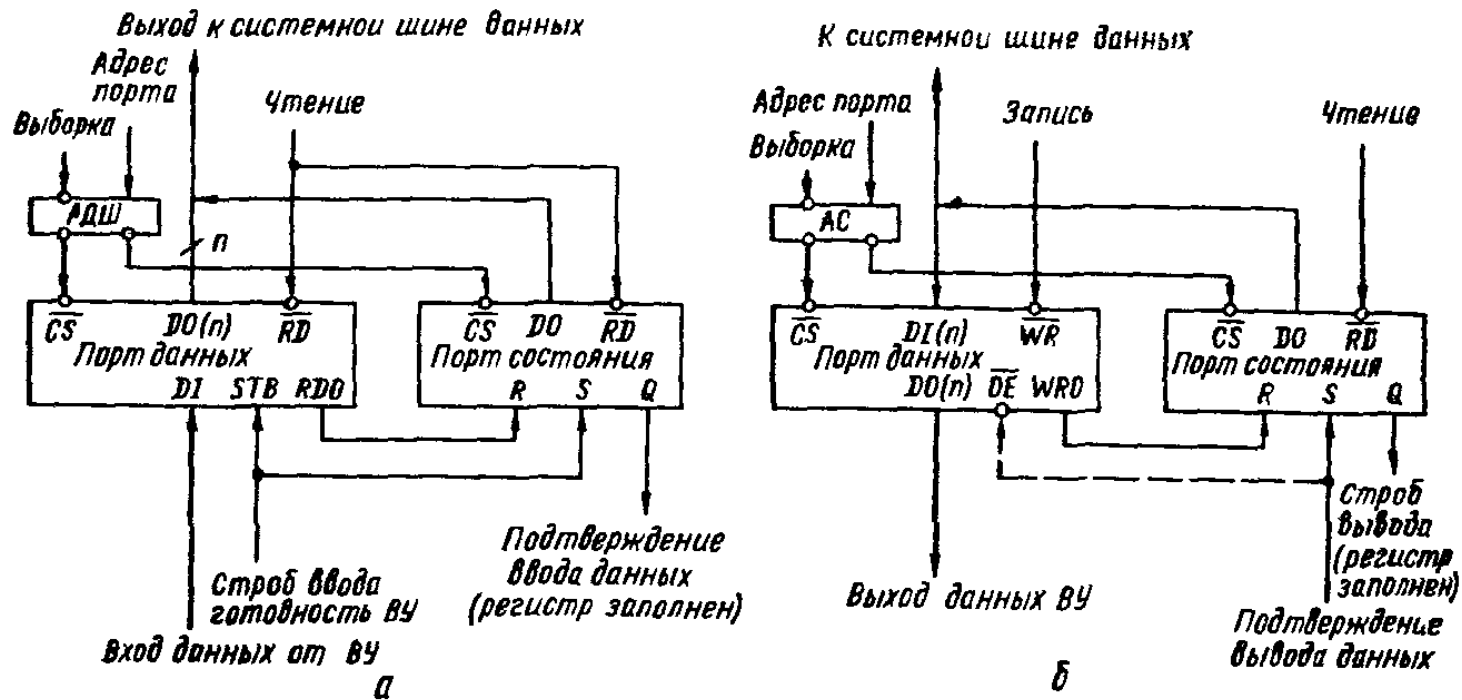 Выход к системной шине данных
Адрес
порта
Чтение
Выборка
АДШ
n
CS DO(n) RD
Порт данных
DI STB RDO
CS DO RD
Порт состояния
R S Q
Подтверждение
ввода данных
(регистр заполнен)
Строб ввода
готовность ВУ
Вход данных от ВУ
а
К системной шине данных
Адрес порта
Запись
Чтение
Выборка
АС
CS DI(n) WR
Порт данных
DO(n) OE WRO
CS DO RD
Порт состояния
R S Q
Строб
вывода
(регистр
заполнен)
Выход данных ВУ
Подтверждение
вывода данных
б